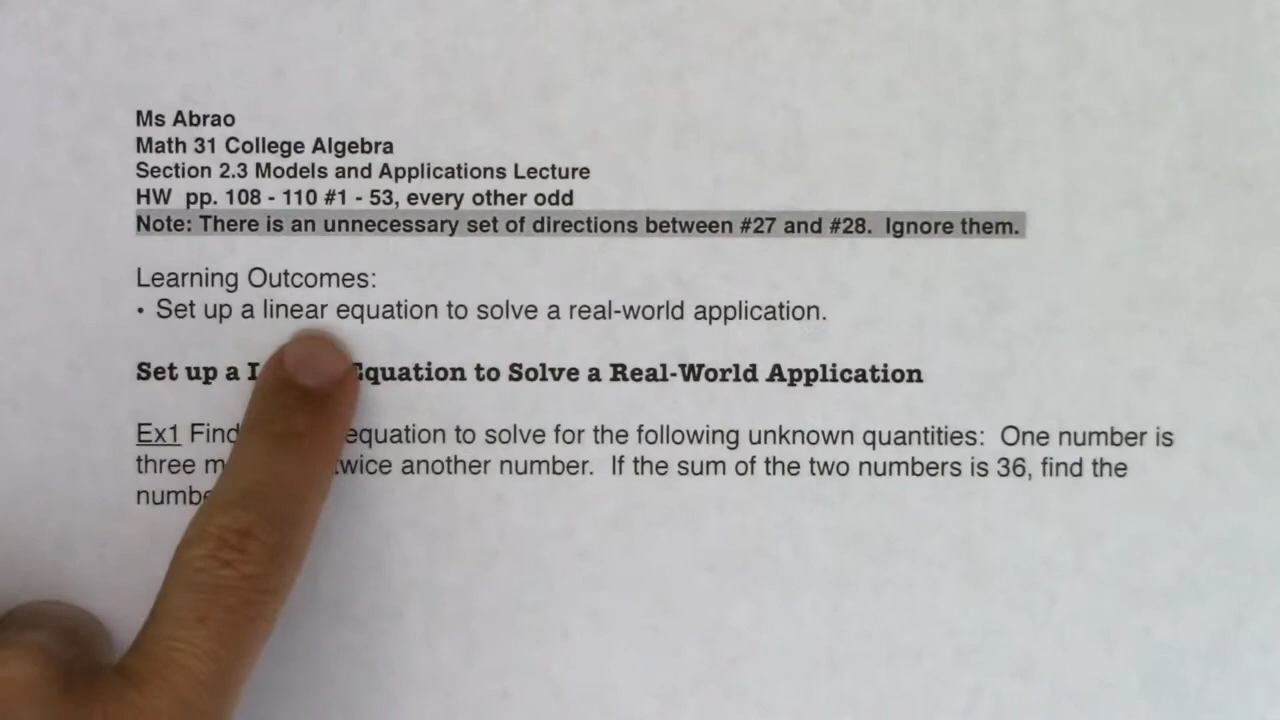 Ms Abrao
Math 31 College Algebra
Section 2.3 Models and Applications Lecture
HW pp. 108 - 110 #1 - 53, every other odd
Note: There is an unnecessary set of directions between #27 and #28. Ignore them.
Learning Outcomes:
• Set up a linear equation to solve a real-world application.
Set up a Equation to Solve a Real-World Application
Ex1 Find equation to solve for the following unknown quantities: One number is
three twice another number. If the sum of the two numbers is 36, find the